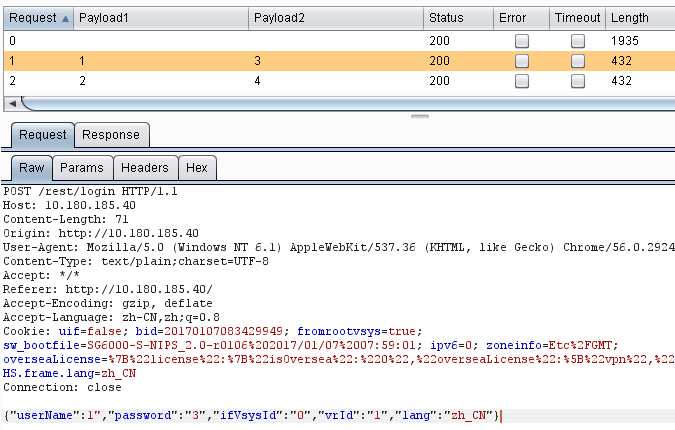 Request Payload1 Payload2 Status Error Timeout Length
0 200 1935
1 1 3 200 432
2 2 4 200 432
Request Response
Raw Params Headers Hex
POST /rest/login HTTP/1.1
Host: 10.180.185.40
Content-Length: 71
Origin: http://10.180.185.40
User-Agent: Mozilla/5.0 (Windows NT 6.1) AppleWebKit/537.36 (KHTML, like Gecko) Chrome/56.0.2924
Content-Type: text/plain;charset=UTF-8
Accept: */*
Referer: http://10.180.185.40/
Accept-Encoding: gzip, deflate
Accept-Language: zh-CN,zh;q=0.8
Cookie: uif=false; bid=20170107083429949; fromrootvsys=true;
sw_bootfile=SG6000-S-NIPS_2.0-r0106%202017/01/07%2007:59:01; ipv6=0; zoneinfo=Etc%2FGMT;
overseaLicense=%7B%22license%22:%7B%22isOversea%22:%220%22,%22overseaLicense%22:%5B%22vpn%22,%22
HS.frame.lang=zh_CN
Connection: close
{"userName":1","password":"3","ifVsysId":"0","vrId":"1","lang":"zh_CN"}